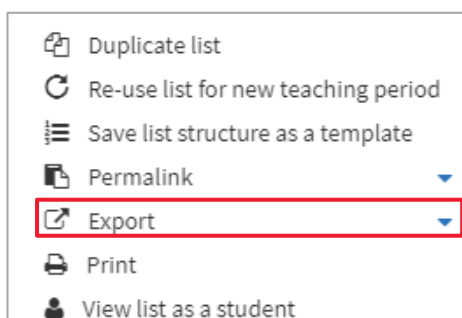 Duplicate list
Re-use list for new teaching period
Save list structure as a template
Permalink
Export
Print
View list as a student